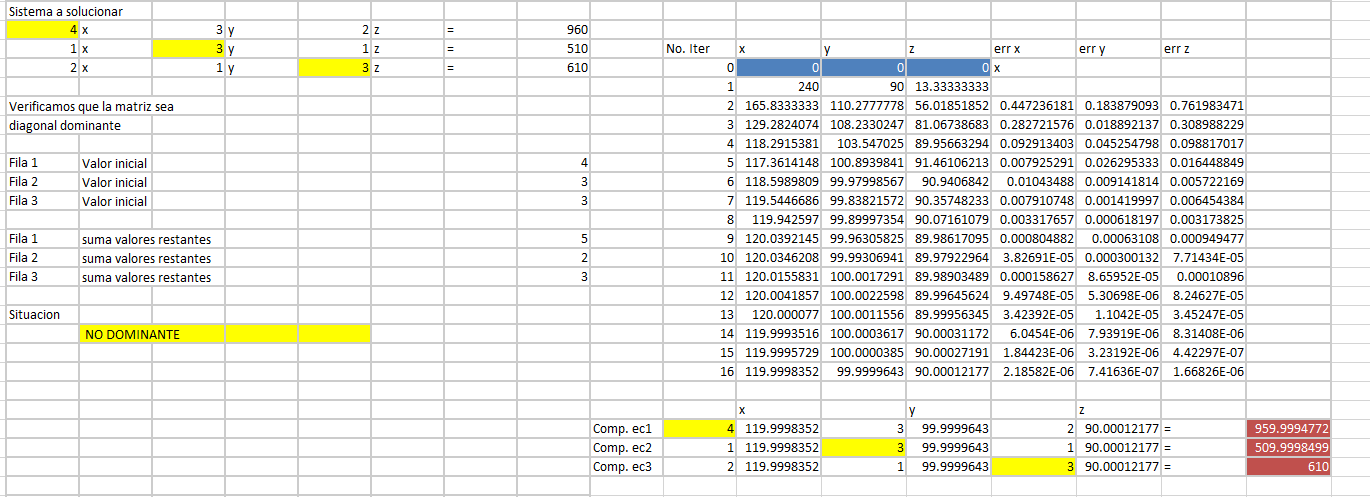 Sistema a solucionar
4 x 3 y 2 z = 960
1 x 3 y 1 z = 510 No. Iter x y z err x err y err z
2 x 1 y 3 z = 610 0 0 0 0 x
1 240 90 13.33333333
Verificamos que la matriz sea 2 165.8333333 110.2777778 56.01851852 0.447236181 0.183879093 0.761983471
diagonal dominante 3 129.2824074 108.2330247 81.06738683 0.282721576 0.018892137 0.308988229
4 118.2915381 103.547025 89.95663294 0.092913403 0.045254798 0.098817017
Fila 1 Valor inicial 4 5 117.3614148 100.8939841 91.46106213 0.007925291 0.026295333 0.016448849
Fila 2 Valor inicial 3 6 118.5989809 99.97998567 90.9406842 0.01043488 0.009141814 0.005722169
Fila 3 Valor inicial 3 7 119.5446686 99.83821572 90.35748233 0.007910748 0.001419997 0.006454384
8 119.942597 99.89997354 90.07161079 0.003317657 0.000618197 0.003173825
Fila 1 suma valores restantes 5 9 120.0392145 99.96305825 89.98617095 0.000804882 0.00063108 0.000949477
Fila 2 suma valores restantes 2 10 120.0346208 99.99306941 89.97922964 3.82691E-05 0.000300132 7.71434E-05
Fila 3 suma valores restantes 3 11 120.0155831 100.0017291 89.98903489 0.000158627 8.65952E-05 0.00010896
12 120.0041857 100.0022598 89.99645624 9.49748E-05 5.30698E-06 8.24627E-05
Situacion 13 120.000077 100.0011556 89.99956345 3.42392E-05 1.1042E-05 3.45247E-05
NO DOMINANTE 14 119.9993516 100.0003617 90.00031172 6.0454E-06 7.93919E-06 8.31408E-06
15 119.9995729 100.0000385 90.00027191 1.84423E-06 3.23192E-06 4.42297E-07
16 119.9998352 99.9999643 90.00012177 2.18582E-06 7.41636E-07 1.66826E-06
x y z
Comp. ec1 4 119.9998352 3 99.9999643 2 90.00012177 = 959.9994772
Comp. ec2 1 119.9998352 3 99.9999643 1 90.00012177 = 509.9998499
Comp. ec3 2 119.9998352 1 99.9999643 3 90.00012177 = 610